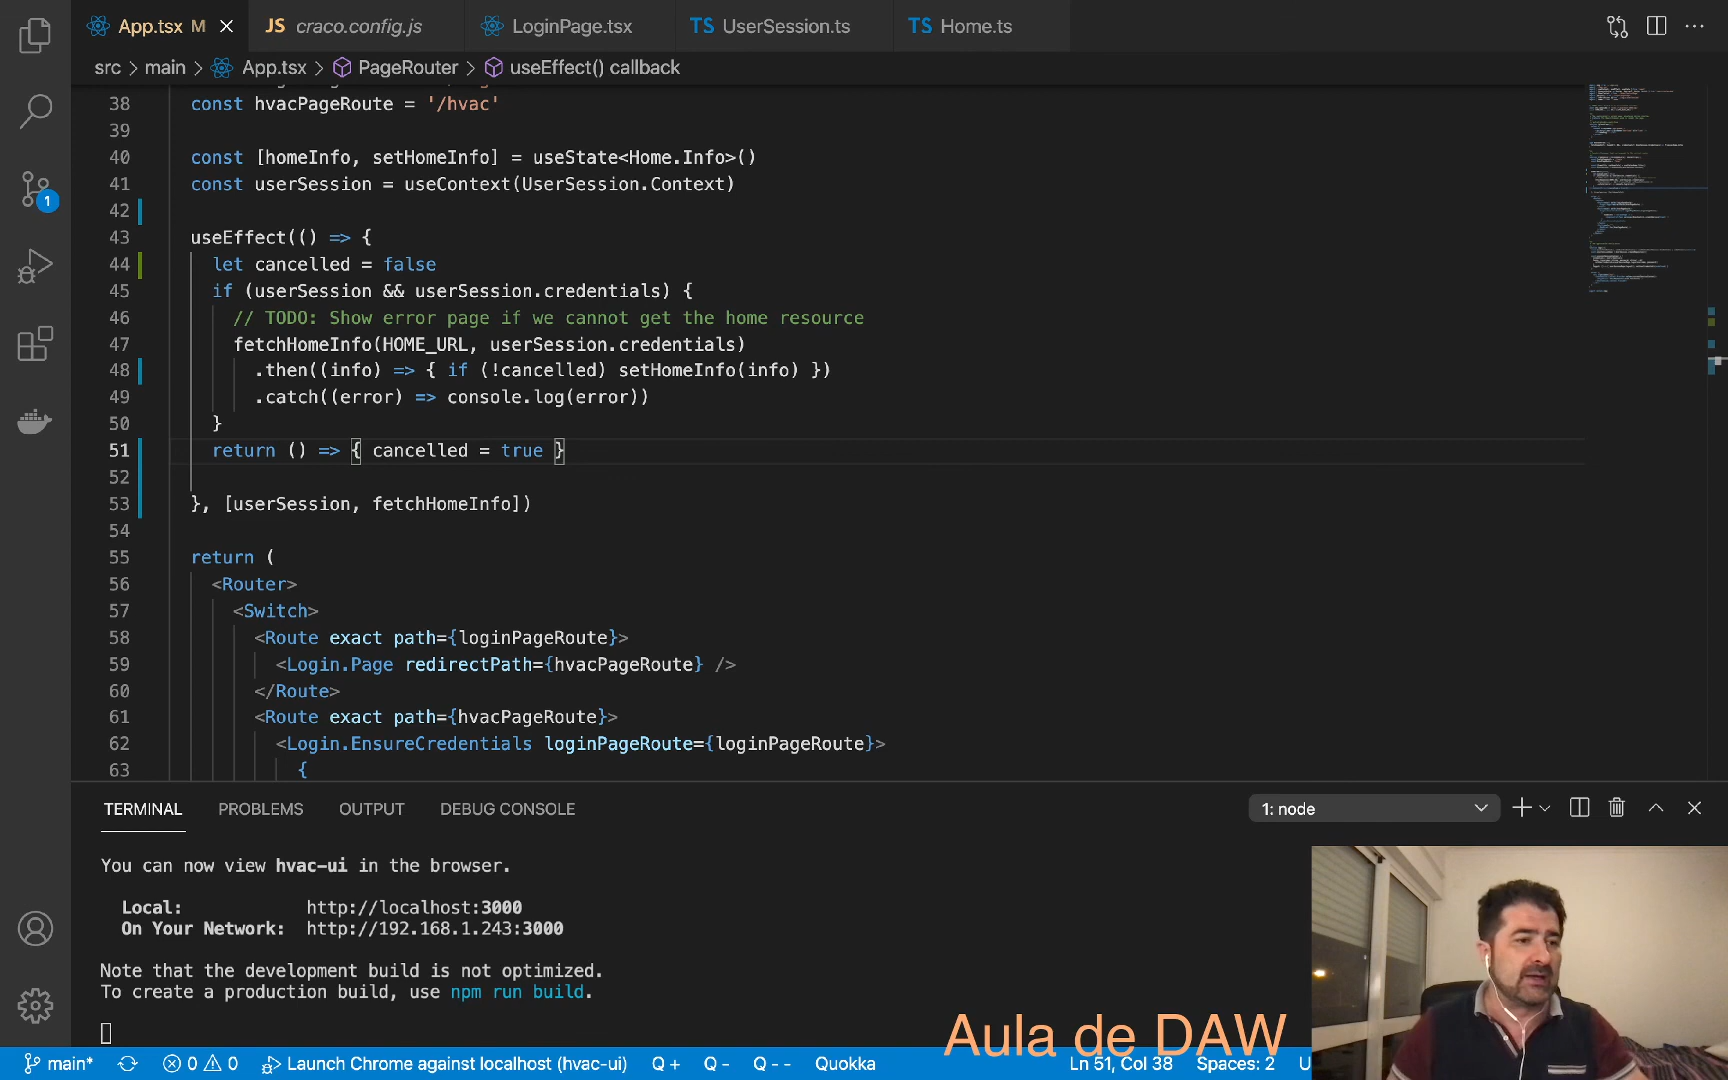 App.tsx M
JS craco.config.js
LoginPage.tsx
TS UserSession.ts
TS Home.ts
src > main > App.tsx > PageRouter > useEffect() callback
38 const hvacPageRoute = '/hvac'
39
40 const [homeInfo, setHomeInfo] = useState<Home.Info>()
41 const userSession = useContext(UserSession.Context)
42
43 useEffect(() => {
44 let cancelled = false
45 if (userSession && userSession.credentials) {
46 // TODO: Show error page if we cannot get the home resource
47 fetchHomeInfo(HOME_URL, userSession.credentials)
48 .then((info) => { if (!cancelled) setHomeInfo(info) })
49 .catch((error) => console.log(error))
50 }
51 return () => { cancelled = true }
52
53 }, [userSession, fetchHomeInfo])
54
55 return (
56 <Router>
57 <Switch>
58 <Route exact path={loginPageRoute}>
59 <Login.Page redirectPath={hvacPageRoute} />
60 </Route>
61 <Route exact path={hvacPageRoute}>
62 <Login.EnsureCredentials loginPageRoute={loginPageRoute}>
63 {
1
TERMINAL PROBLEMS OUTPUT DEBUG CONSOLE
1: node
You can now view hvac-ui in the browser.
Local: http://localhost:3000
On Your Network: http://192.168.1.243:3000
Note that the development build is not optimized.
To create a production build, use npm run build.
Aula de DAW
main* 0 0 Launch Chrome against localhost (hvac-ui) Q + Q - Q - - Quokka Ln 51, Col 38 Spaces: 2 U